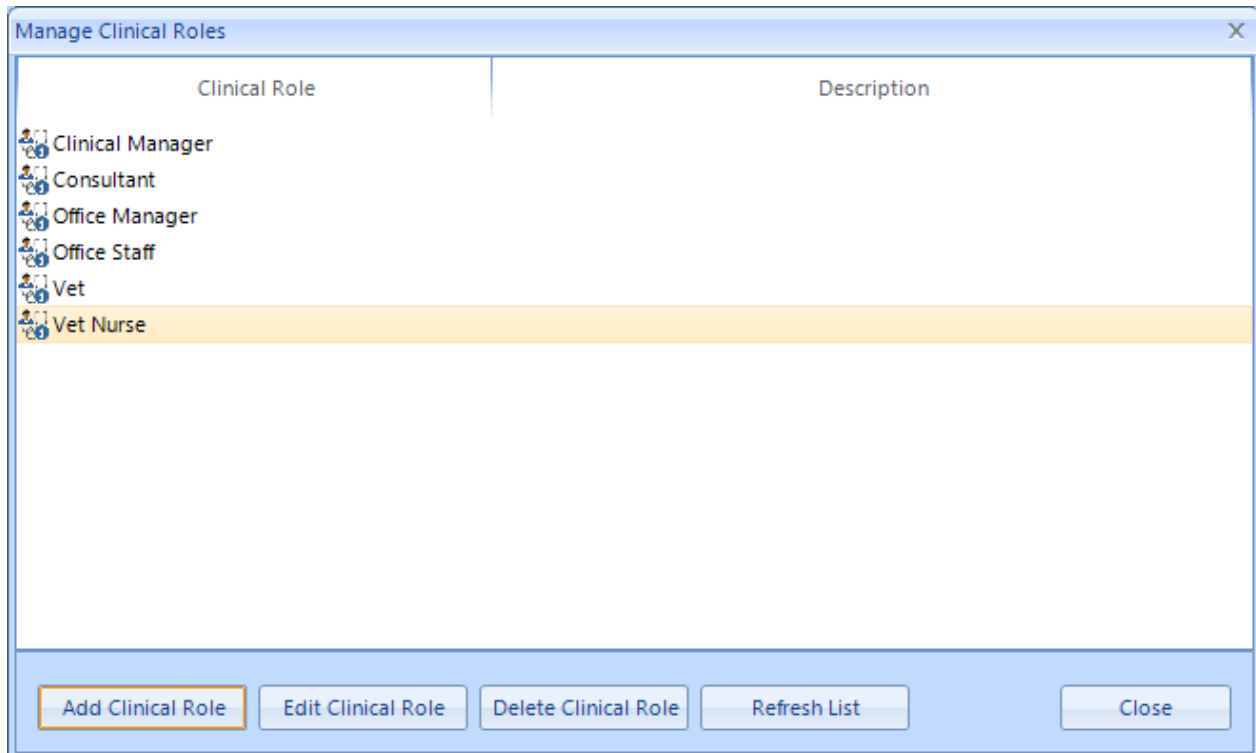 Manage Clinical Roles
Clinical Role Description
Clinical Manager
Consultant
Office Manager
Office Staff
Vet
Vet Nurse
Add Clinical Role Edit Clinical Role Delete Clinical Role Refresh List Close